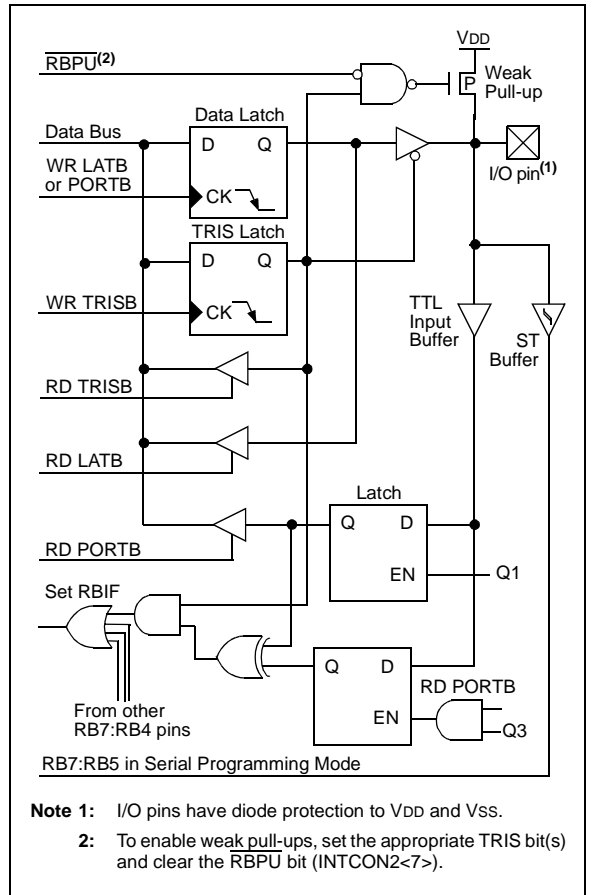 VDD
RBPU(2)
P
Weak
Pull-up
Data Latch
Data Bus
D Q
WR LATB
or PORTB
I/O pin(1)
CK
TRIS Latch
D Q
WR TRISB
CK
TTL
Input
Buffer
ST
Buffer
RD TRISB
RD LATB
Latch
Q D
RD PORTB
EN
Q1
Set RBIF
Q D
RD PORTB
EN
Q3
From other
RB7:RB4 pins
RB7:RB5 in Serial Programming Mode
Note 1: I/O pins have diode protection to VDD and VSS.
2: To enable weak pull-ups, set the appropriate TRIS bit(s)
and clear the RBPU bit (INTCON2<7>).